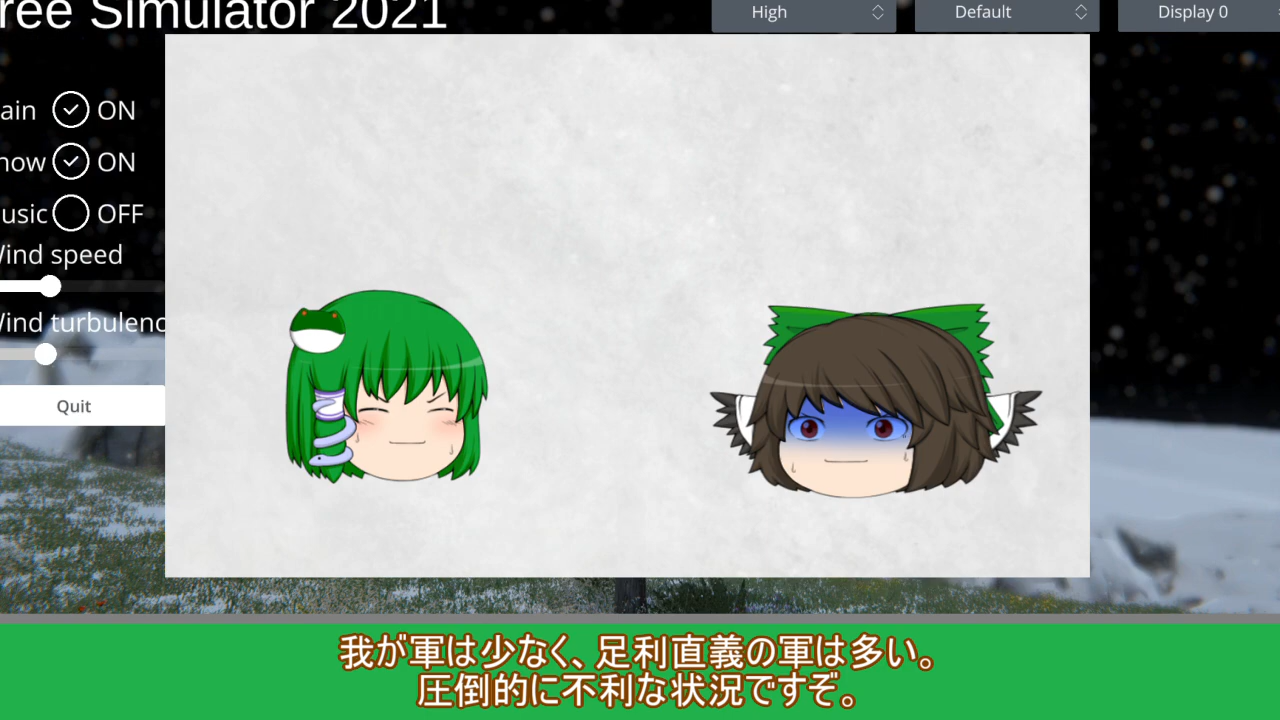 ree Simulator 2021
High
Default
Display 0
ain ON
now ON
usic OFF
Wind speed
Wind turbulenc
Quit
我が軍は少なく、足利直義の軍は多い。
圧倒的に不利な状況ですぞ。